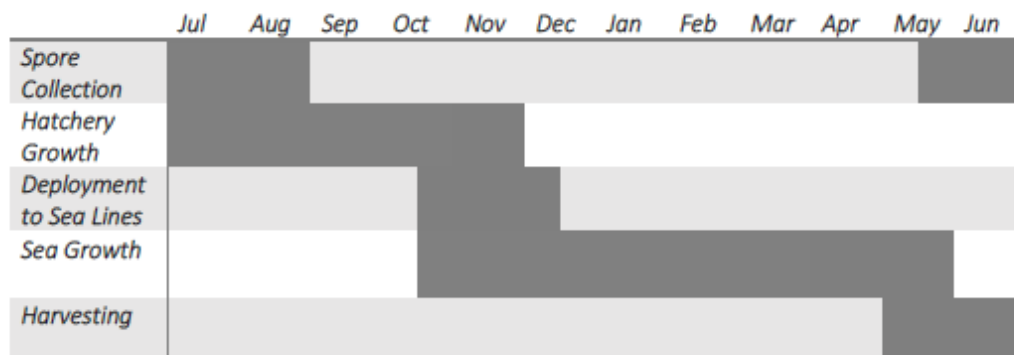 Jul Aug Sep Oct Nov Dec Jan Feb Mar Apr May Jun
Spore
Collection
Hatchery
Growth
Deployment
to Sea Lines
Sea Growth
Harvesting